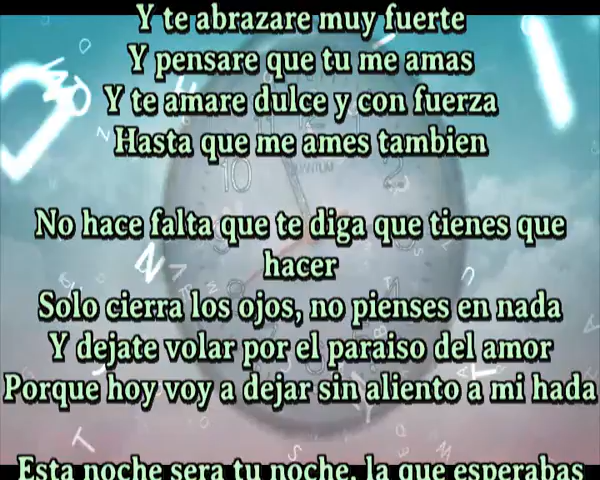 Y te abrazare muy fuerte
Y pensare que tu me amas
Y te amare dulce y con fuerza
Hasta que me ames tambien
No hace falta que te diga que tienes que
hacer
Solo cierra los ojos, no pienses en nada
Y dejate volar por el paraiso del amor
Porque hoy voy a dejar sin aliento a mi hada
Esta noche sera tu noche, la que esperabas